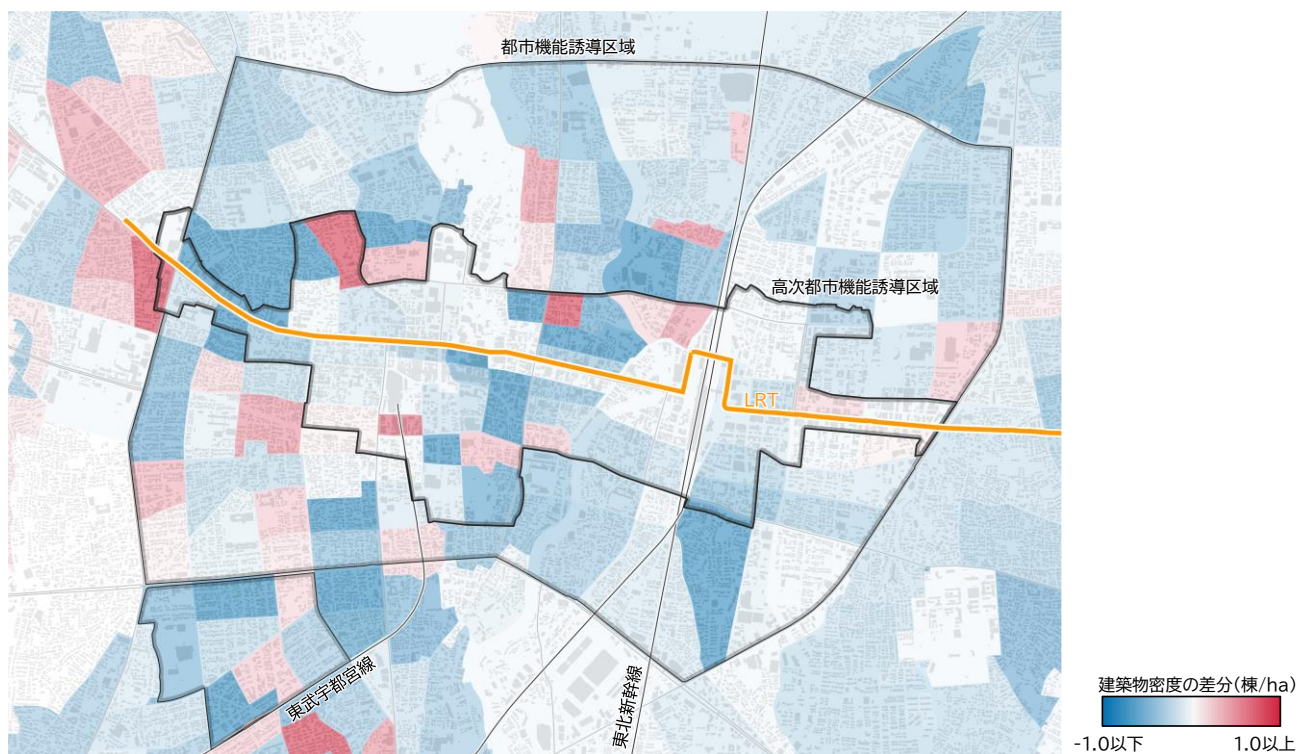 都市機能誘導区域
高次都市機能誘導区域
LRT
東武宇都宮線
東北新幹線
建築物密度の差分(棟/ha)
-1.0以下
1.0以上